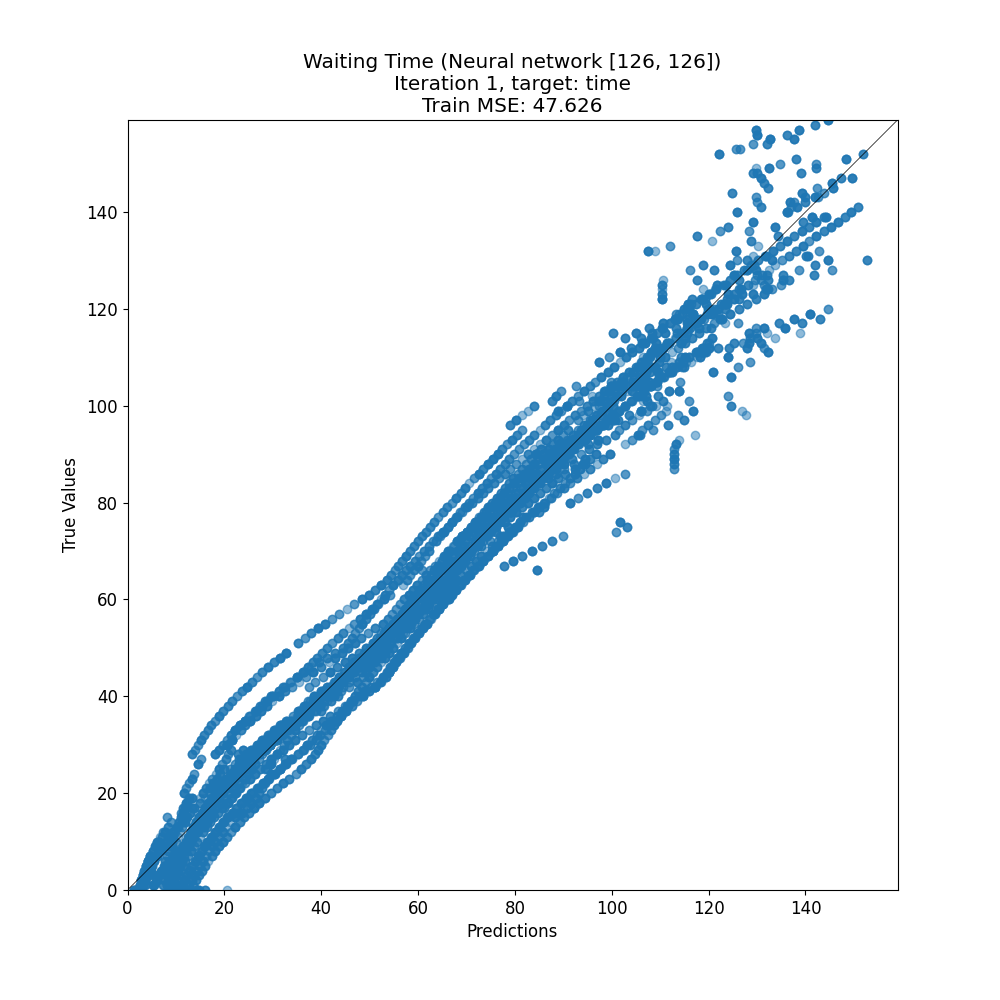 Waiting Time (Neural network [126, 126])
Iteration 1, target: time
Train MSE: 47.626
True Values
140
120
100
80
60
40
20
0
0 20 40 60 80 100 120 140
Predictions